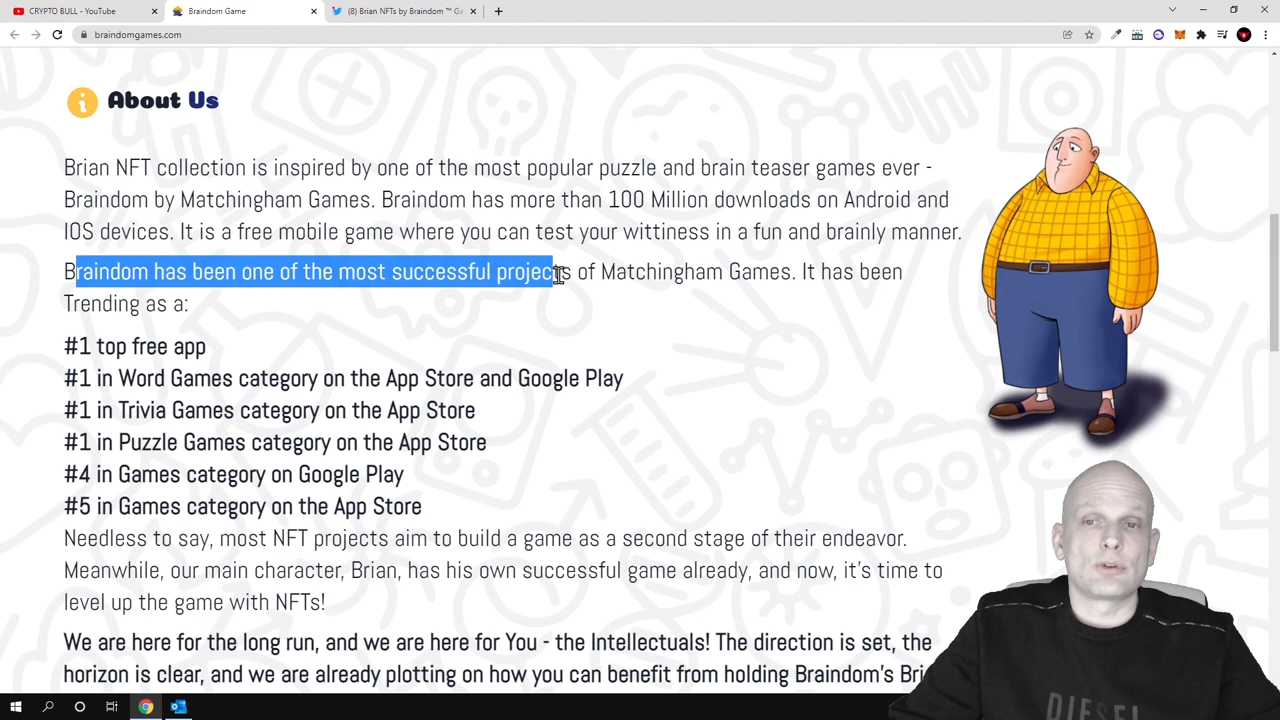 CRYPTO BULL - YouTube
Braindom Game
(8) Brian NFTs by Braindom ™ Ga
braindomgames.com
About Us
Brian NFT collection is inspired by one of the most popular puzzle and brain teaser games ever -
Braindom by Matchingham Games. Braindom has more than 100 Million downloads on Android and
IOS devices. It is a free mobile game where you can test your wittiness in a fun and brainly manner.
Braindom has been one of the most successful projects of Matchingham Games. It has been
Trending as a:
#1 top free app
#1 in Word Games category on the App Store and Google Play
#1 in Trivia Games category on the App Store
#1 in Puzzle Games category on the App Store
#4 in Games category on Google Play
#5 in Games category on the App Store
Needless to say, most NFT projects aim to build a game as a second stage of their endeavor.
Meanwhile, our main character, Brian, has his own successful game already, and now, it's time to
level up the game with NFTs!
We are here for the long run, and we are here for You - the Intellectuals! The direction is set, the
horizon is clear, and we are already plotting on how you can benefit from holding Braindom's Bri
DIESEL